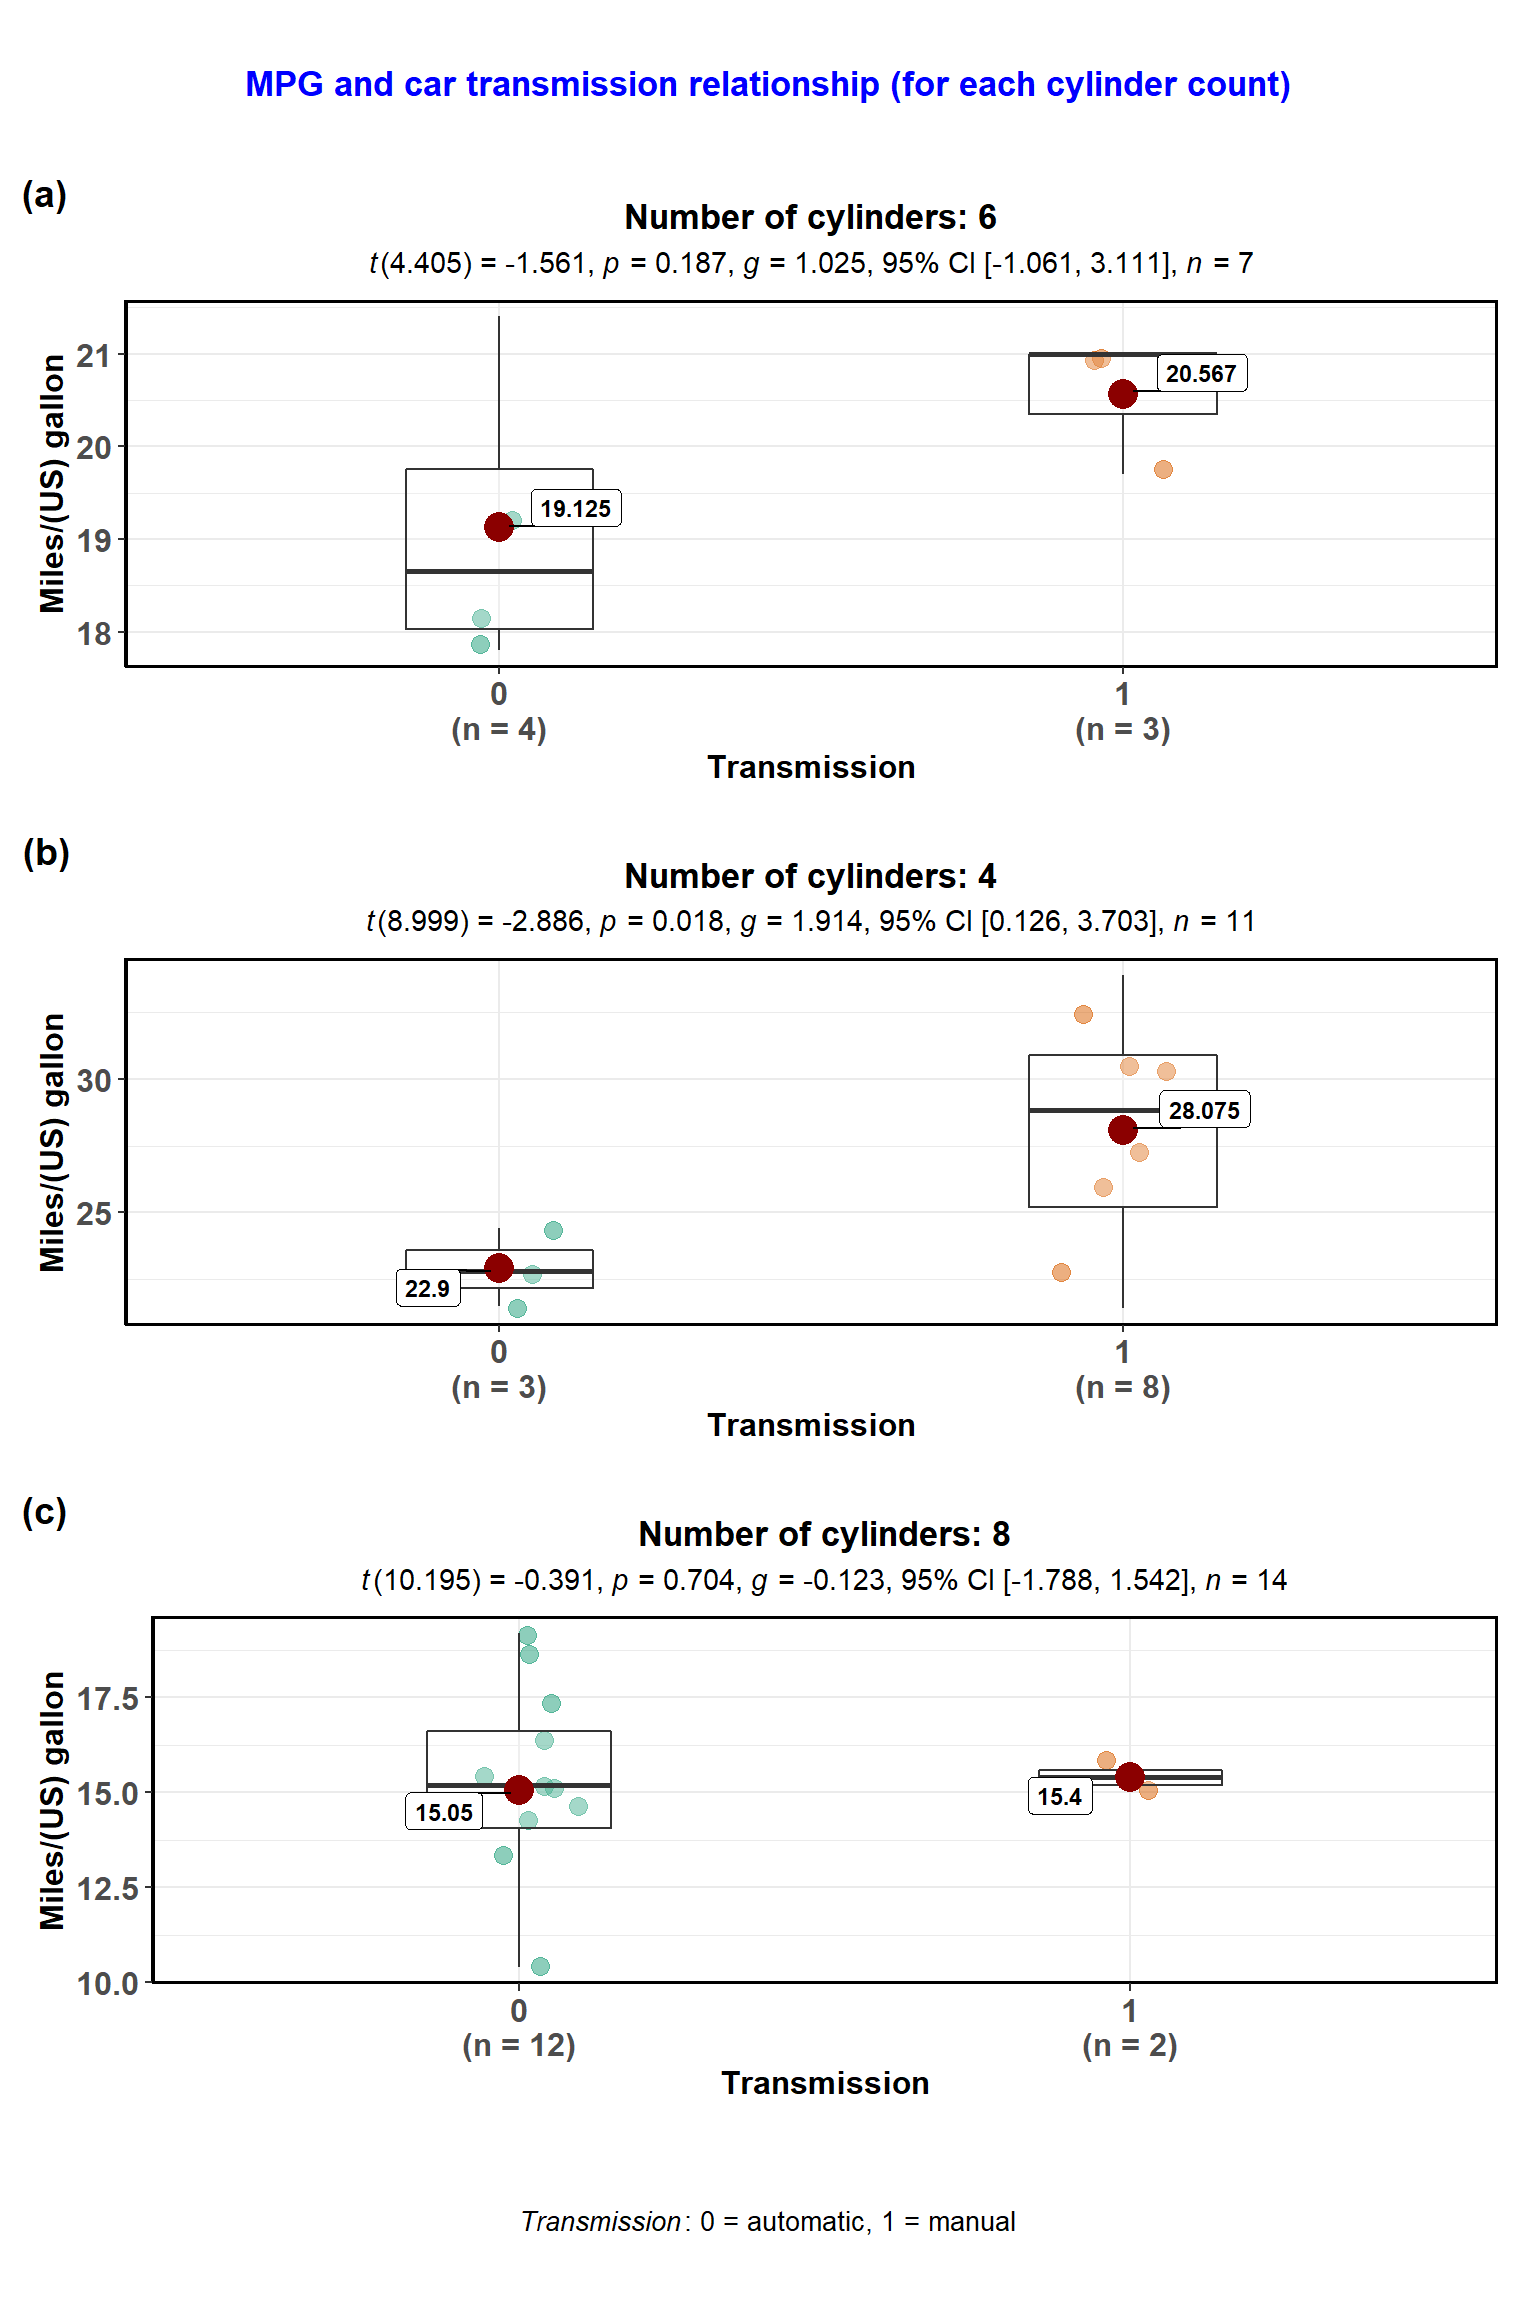 MPG and car transmission relationship (for each cylinder count)
(a)
Number of cylinders: 6
t(4.405) = -1.561, p = 0.187, g = 1.025, 95% CI [-1.061, 3.111], n = 7
Miles/(US) gallon
21
20
19
18
19.125
20.567
0
(n = 4)
1
(n = 3)
Transmission
(b)
Number of cylinders: 4
t(8.999) = -2.886, p = 0.018, g = 1.914, 95% CI [0.126, 3.703], n = 11
Miles/(US) gallon
30
25
22.9
28.075
0
(n = 3)
1
(n = 8)
Transmission
(c)
Number of cylinders: 8
t(10.195) = -0.391, p = 0.704, g = -0.123, 95% CI [-1.788, 1.542], n = 14
Miles/(US) gallon
17.5
15.0
12.5
10.0
15.05
15.4
0
(n = 12)
1
(n = 2)
Transmission
Transmission: 0 = automatic, 1 = manual